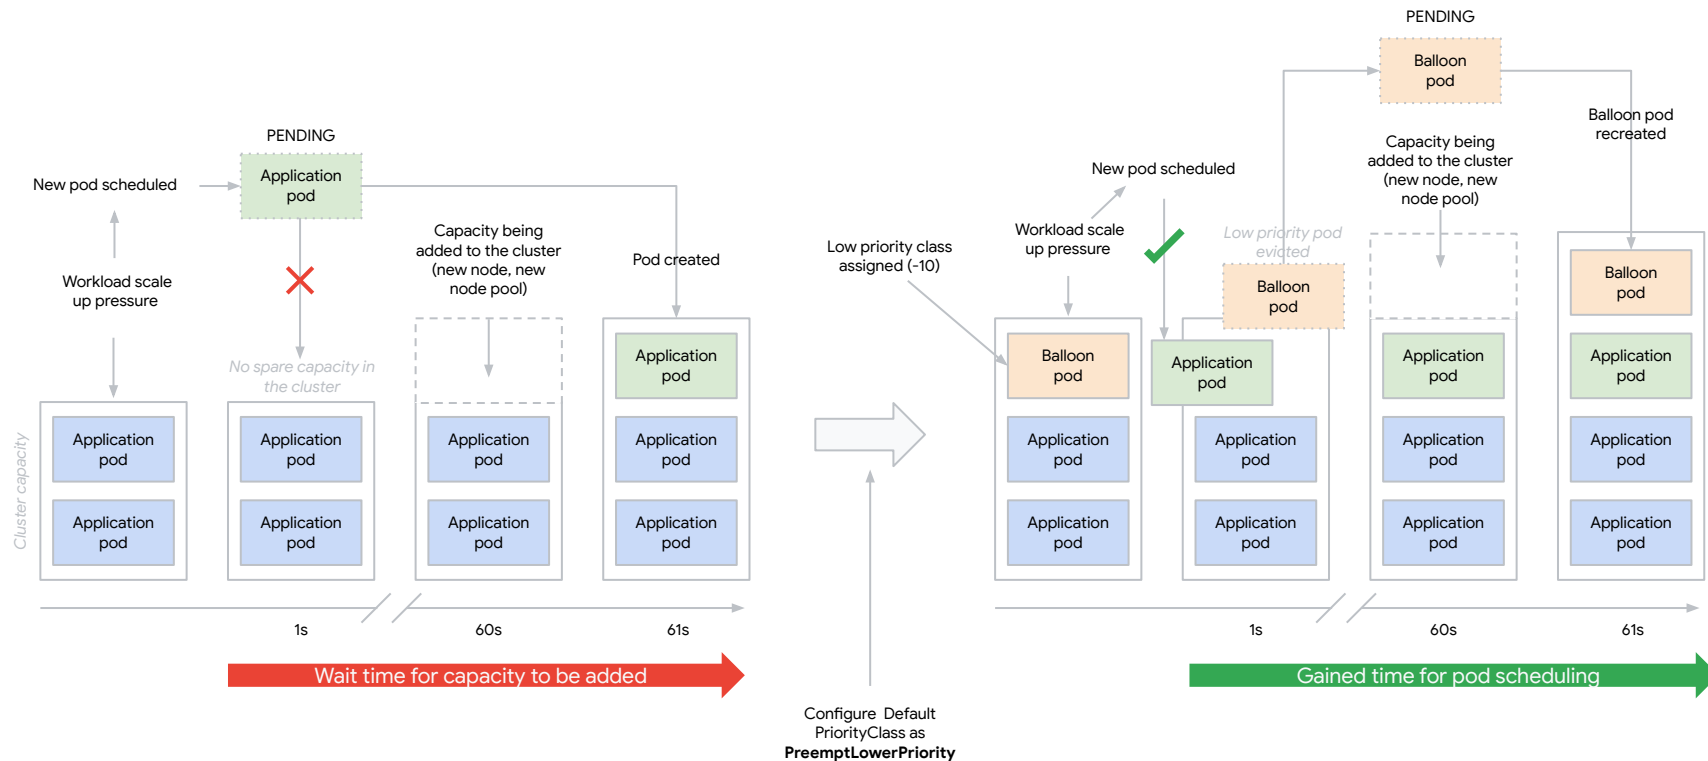 PENDING
Application
pod
New pod scheduled
Workload scale
up pressure
No spare capacity in
the cluster
Capacity being
added to the cluster
(new node, new
node pool)
Pod created
Cluster capacity
Application
pod
Application
pod
Application
pod
Application
pod
Application
pod
Application
pod
Application
pod
Application
pod
Application
pod
1s
60s
61s
Wait time for capacity to be added
Configure Default
PriorityClass as
PreemptLowerPriority
PENDING
Balloon
pod
Balloon pod
recreated
Capacity being
added to the cluster
(new node, new
node pool)
New pod scheduled
Workload scale
up pressure
Low priority class
assigned (-10)
Low priority pod
evicted
Balloon
pod
Balloon
pod
Balloon
pod
Application
pod
Application
pod
Application
pod
Application
pod
Application
pod
Application
pod
Application
pod
Application
pod
Application
pod
Application
pod
Application
pod
1s
60s
61s
Gained time for pod scheduling